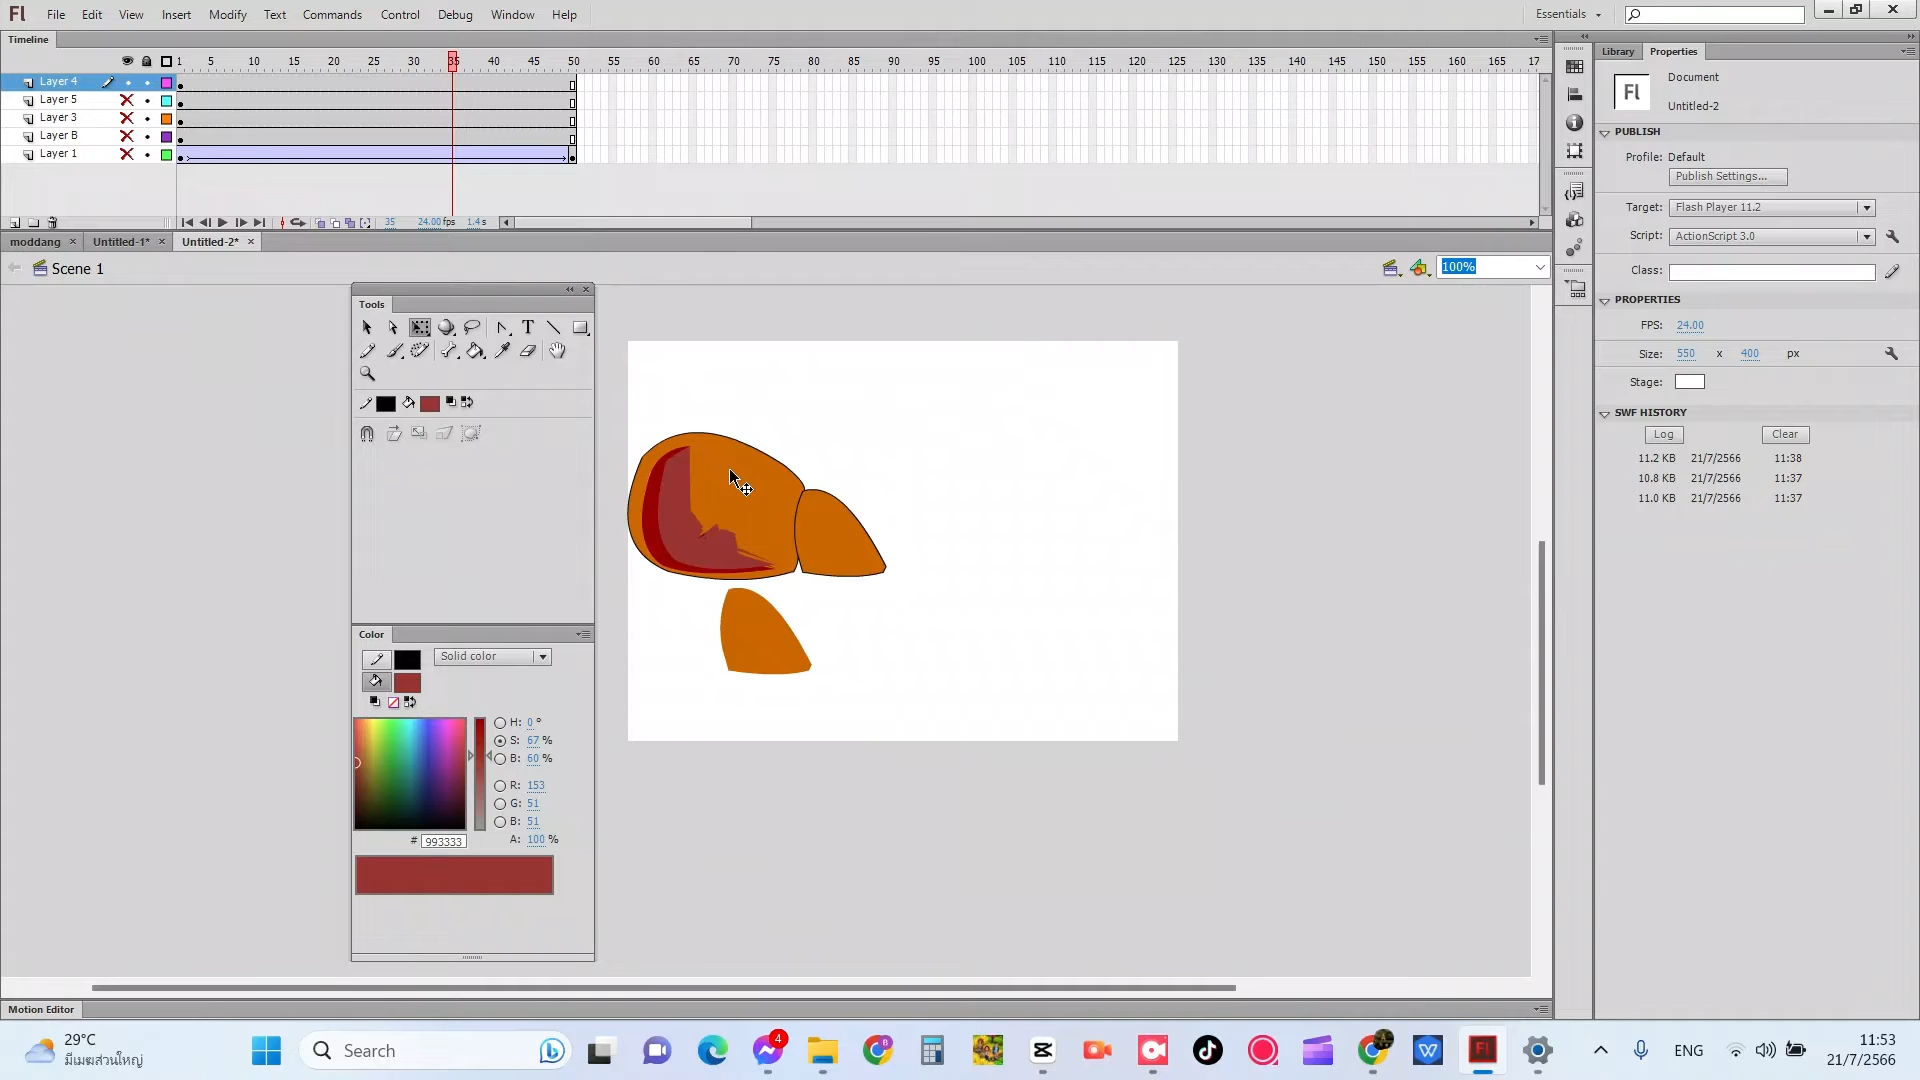 Fl File Edit View Insert Modify Text Commands Control Debug Window Help Essentials
Timeline
1 5 10 15 20 25 30 35 40 45 50 55 60 65 70 75 80 85 90 95 100 105 110 115 120 125 130 135 140 145 150 155 160 165 17
Layer 4
Layer 5
Layer 3
Layer B
Layer 1
35 24.00 fps 1.4 s
moddang Untitled-1* Untitled-2*
Scene 1
100%
Tools
T
Color
Solid color
H: 0 °
S: 67 %
B: 60 %
R: 153
G: 51
B: 51
A: 100 %
# 993333
Library Properties
Fl
Document
Untitled-2
PUBLISH
Profile: Default
Publish Settings...
Target: Flash Player 11.2
Script: ActionScript 3.0
Class:
PROPERTIES
FPS: 24.00
Size: 550 x 400 px
Stage:
SWF HISTORY
Log Clear
11.2 KB 21/7/2566 11:38
10.8 KB 21/7/2566 11:37
11.0 KB 21/7/2566 11:37
Motion Editor
29°C
มีเมฆส่วนใหญ่
Search
4
Fl
ENG
11:53
21/7/2566